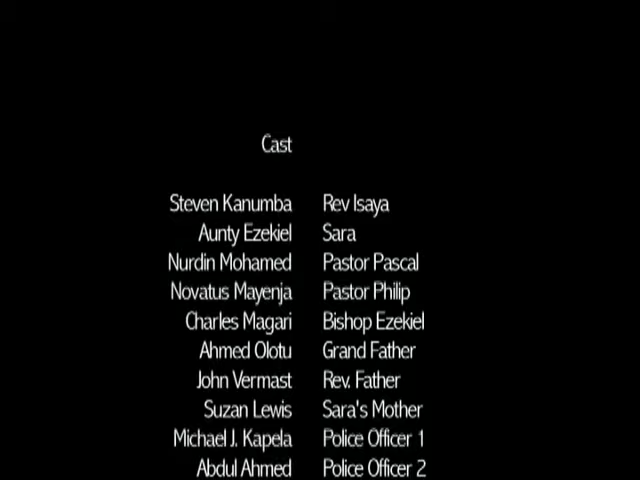 Cast
Steven Kanumba Rev Isaya
Aunty Ezekiel Sara
Nurdin Mohamed Pastor Pascal
Novatus Mayenja Pastor Philip
Charles Magari Bishop Ezekiel
Ahmed Olotu Grand Father
John Vermast Rev. Father
Suzan Lewis Sara's Mother
Michael J. Kapela Police Officer 1
Abdul Ahmed Police Officer 2